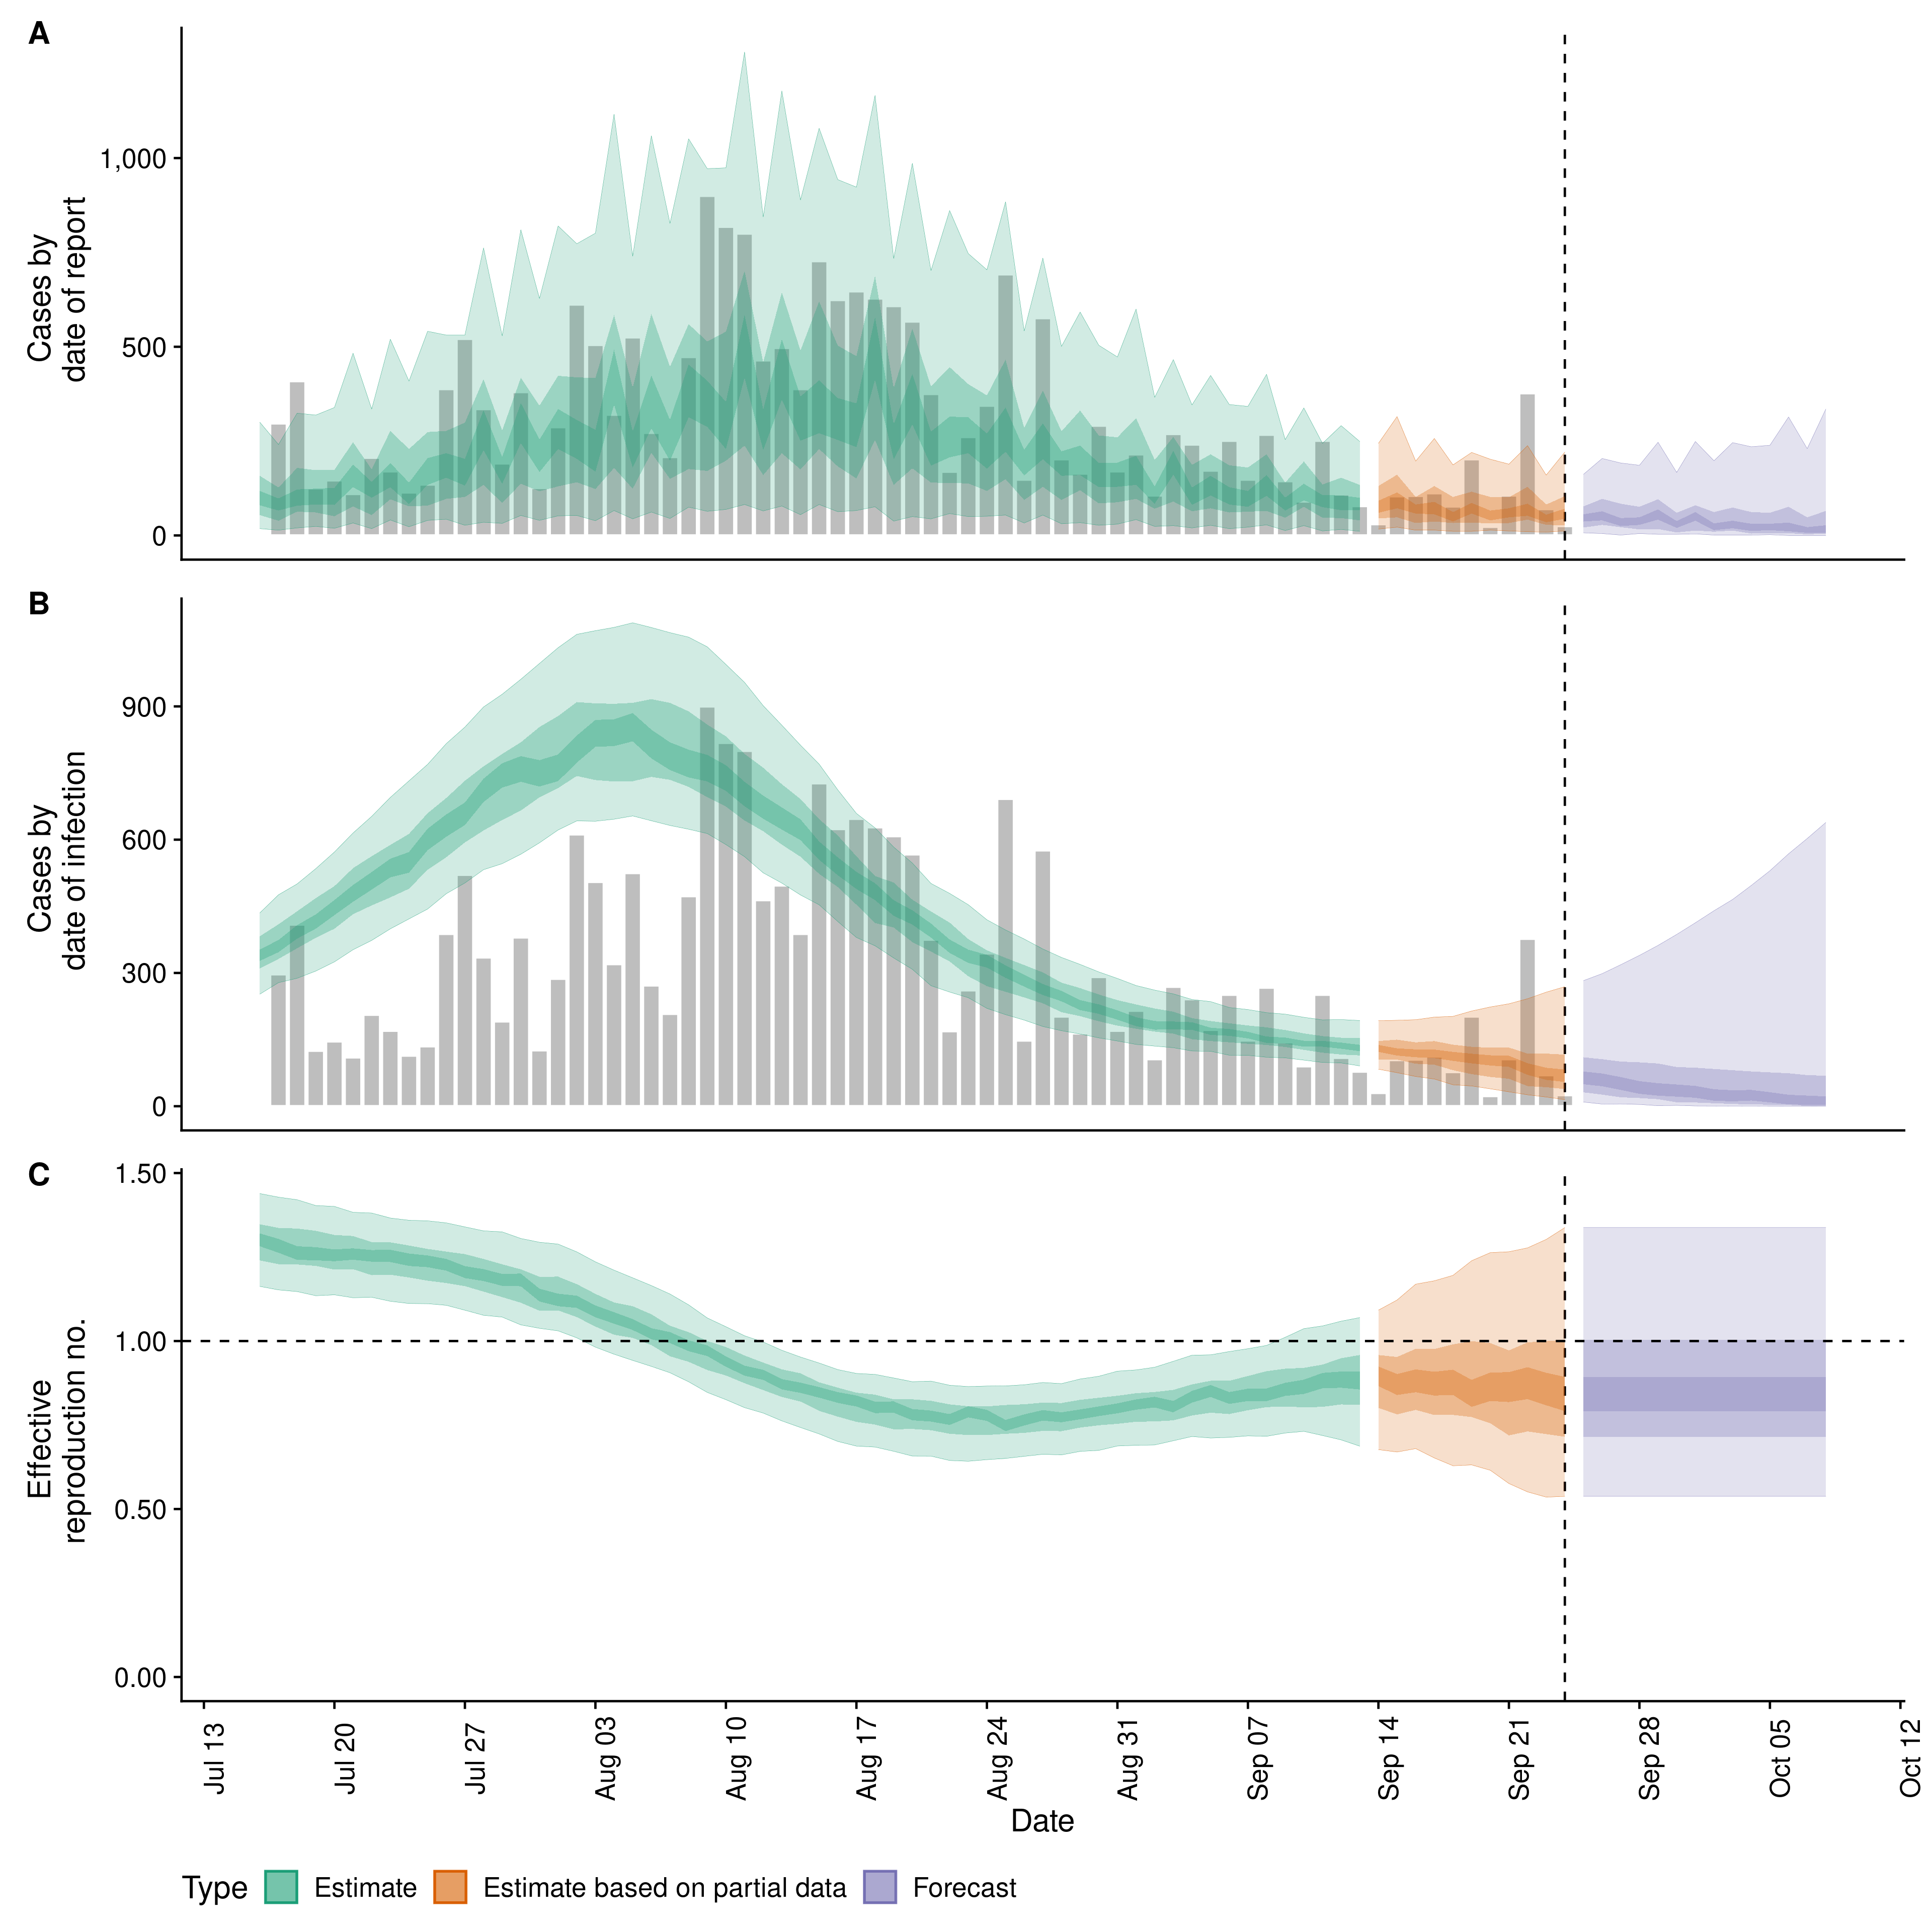 A
Cases by
date of report
1,000
500
0
B
Cases by
date of infection
900
600
300
0
C
Effective
reproduction no.
1.50
1.00
0.50
0.00
Jul 13
Jul 20
Jul 27
Aug 03
Aug 10
Aug 17
Aug 24
Aug 31
Sep 07
Sep 14
Sep 21
Sep 28
Oct 05
Oct 12
Date
Type Estimate Estimate based on partial data Forecast